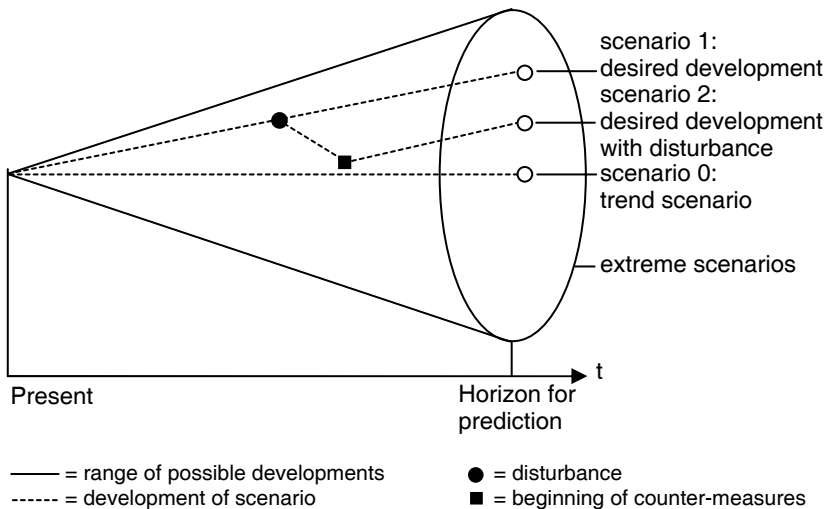 scenario 1:
desired development
scenario 2:
desired development
with disturbance
scenario 0:
trend scenario
extreme scenarios
t
Present
Horizon for
prediction
= range of possible developments
= disturbance
= development of scenario
= beginning of counter-measures